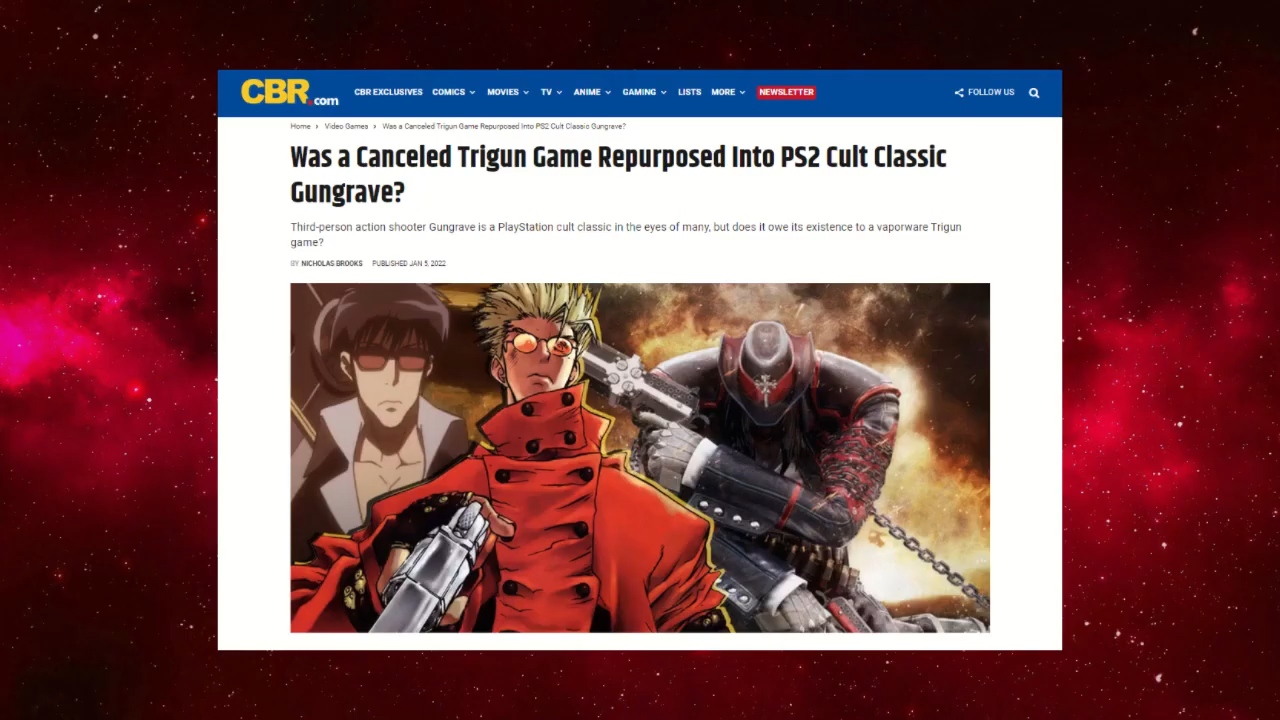 CBR.com CBR EXCLUSIVES COMICS MOVIES TV ANIME GAMING LISTS MORE NEWSLETTER FOLLOW US
Home › Video Games › Was a Canceled Trigun Game Repurposed Into PS2 Cult Classic Gungrave?
Was a Canceled Trigun Game Repurposed Into PS2 Cult Classic
Gungrave?
Third-person action shooter Gungrave is a PlayStation cult classic in the eyes of many, but does it owe its existence to a vaporware Trigun
game?
BY NICHOLAS BROOKS PUBLISHED JAN 5, 2022